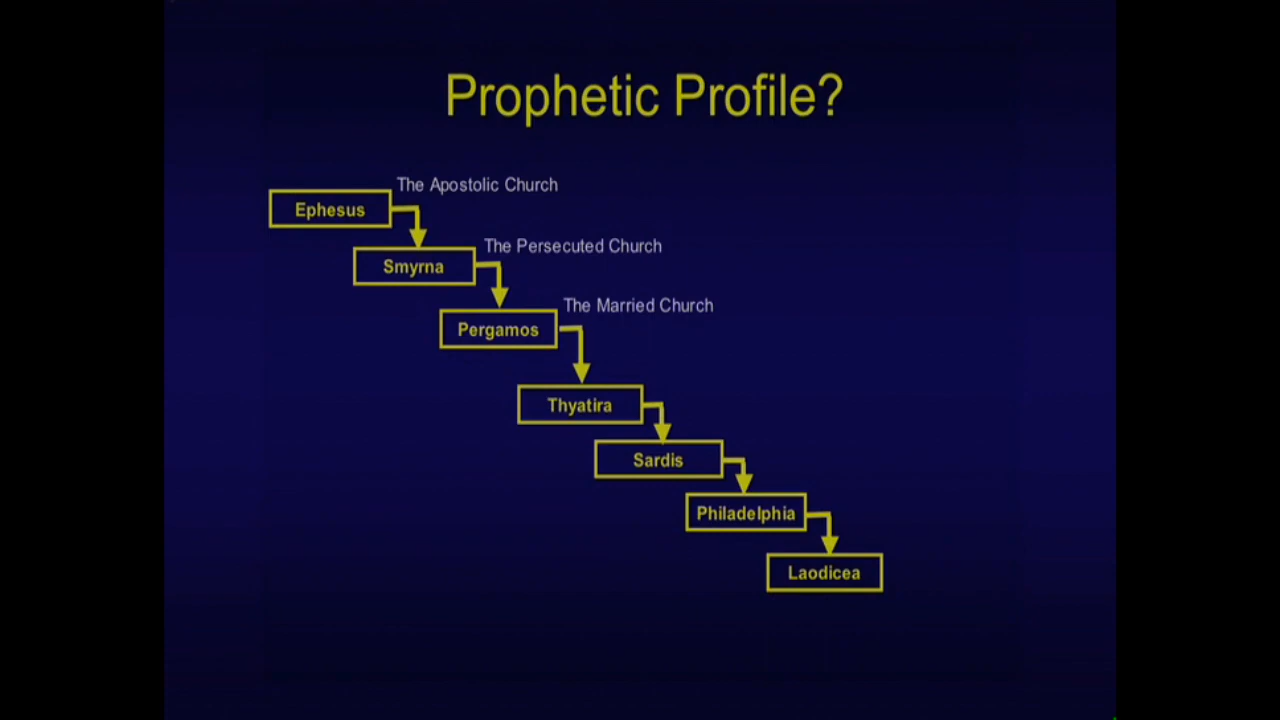 Prophetic Profile?
The Apostolic Church
Ephesus
The Persecuted Church
Smyrna
The Married Church
Pergamos
Thyatira
Sardis
Philadelphia
Laodicea